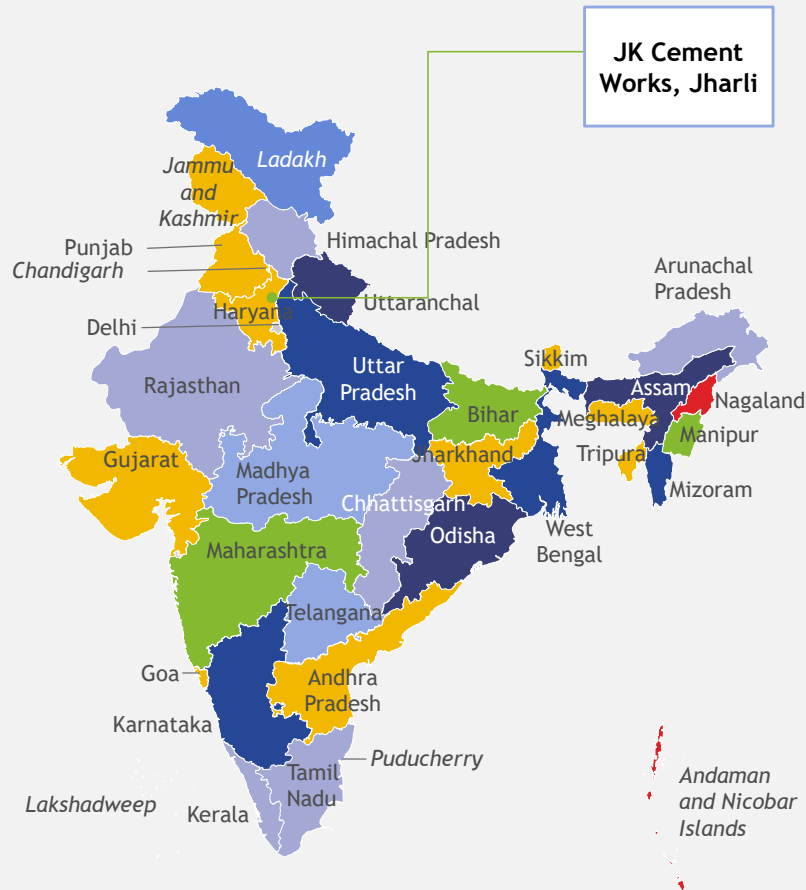 JK Cement
Works, Jharli
Ladakh
Jammu
and
Kashmir
Himachal Pradesh
Punjab
Chandigarh
Arunachal
Pradesh
Uttaranchal
Haryana
Delhi
Sikkim
Uttar
Pradesh
Rajasthan
Assam
Nagaland
Bihar
Meghalaya
Manipur
Jharkhand
Tripura
Gujarat
Madhya
Pradesh
Mizoram
Chhattisgarh
West
Bengal
Odisha
Maharashtra
Telangana
Goa
Andhra
Pradesh
Karnataka
Puducherry
Tamil
Nadu
Andaman
and Nicobar
Islands
Lakshadweep
Kerala